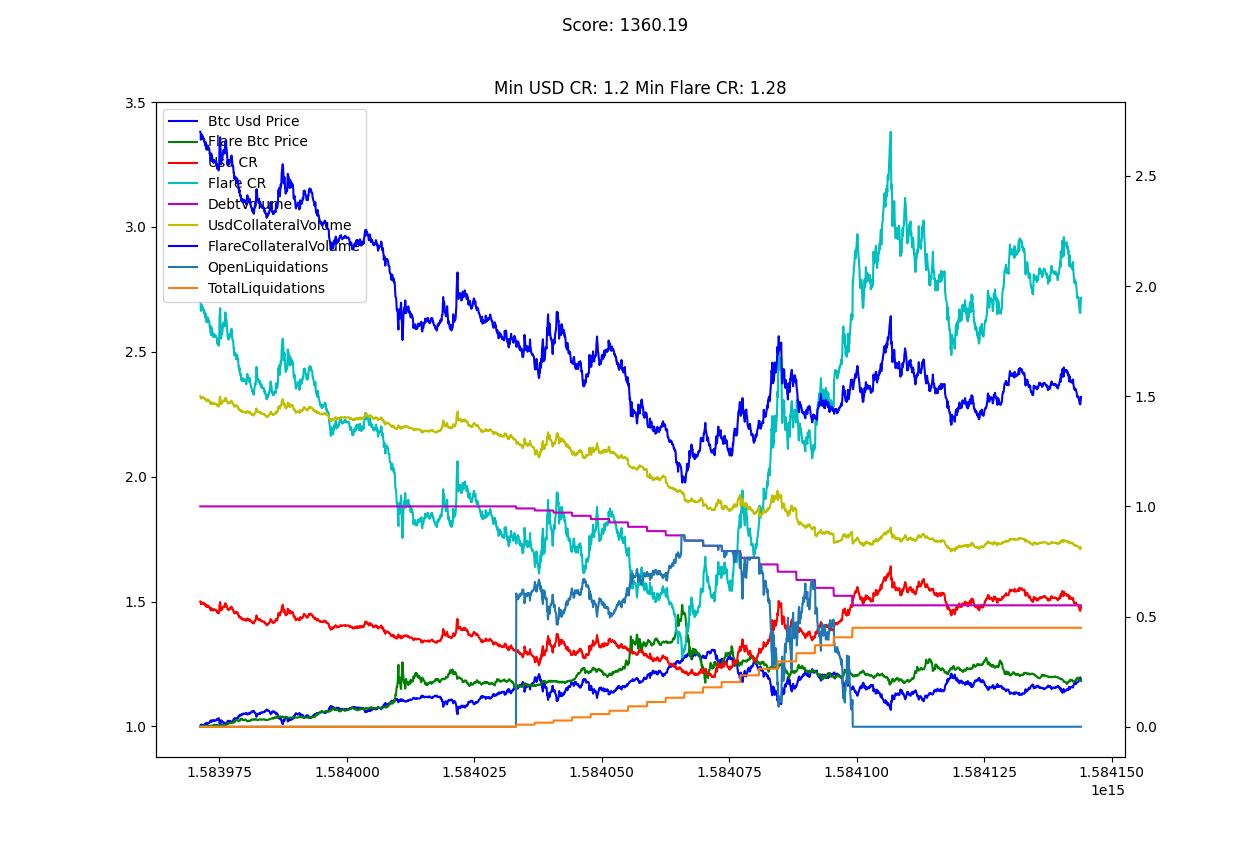 Score: 1360.19
Min USD CR: 1.2 Min Flare CR: 1.28
3.5
3.0
2.5
2.0
1.5
1.0
Btc Usd Price
Flare Btc Price
Usd CR
Flare CR
DebtVolume
UsdCollateralVolume
FlareCollateralVolume
OpenLiquidations
TotalLiquidations
2.5
2.0
1.5
1.0
0.5
0.0
1.583975 1.584000 1.584025 1.584050 1.584075 1.584100 1.584125 1.584150
1e15